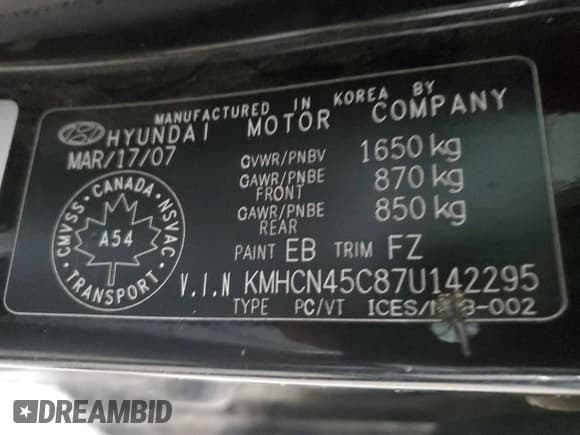 MANUFACTURED IN KOREA BY
HYUNDAI MOTOR COMPANY
MAR/17/07
GVWR/PNBV 1650 kg
GAWR/PNBE FRONT 870 kg
GAWR/PNBE REAR 850 kg
CMVSS · CANADA · NSVAC
A54
· TRANSPORT ·
PAINT EB TRIM FZ
V.I.N KMHCN45C87U142295
TYPE PC/VT
DREAMBID